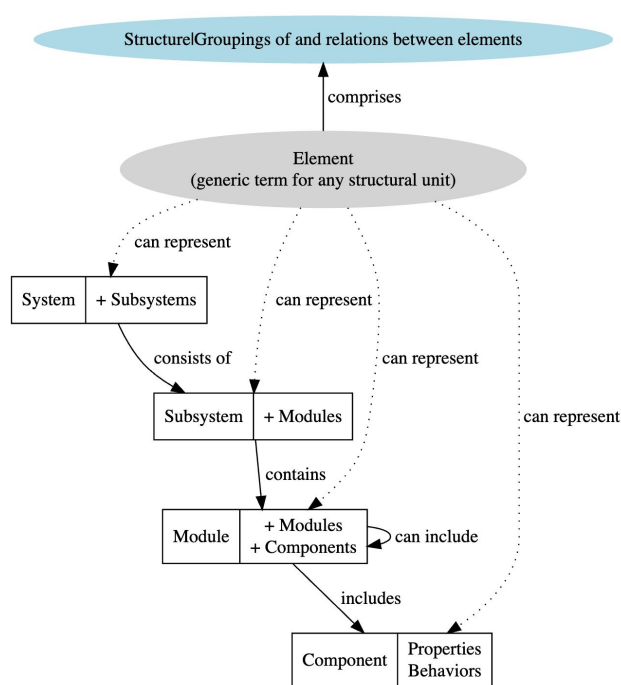 Structure|Groupings of and relations between elements
comprises
Element
(generic term for any structural unit)
can represent
System
+ Subsystems
can represent
consists of
can represent
Subsystem
+ Modules
can represent
contains
Module
+ Modules
+ Components
can include
includes
Component
Properties
Behaviors